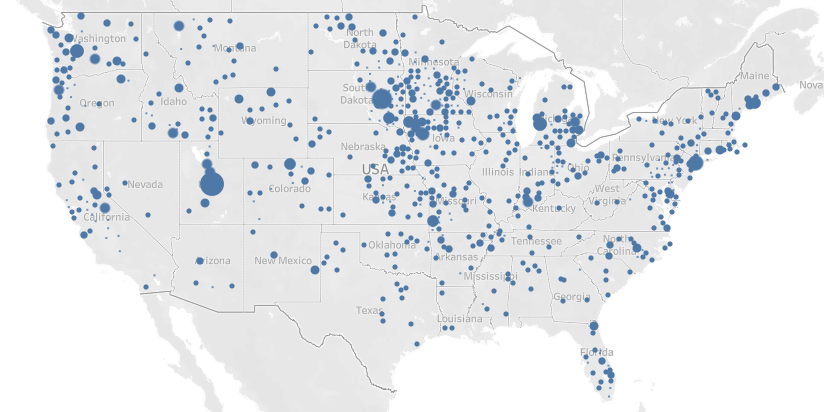 Washington
Montana
North
Dakota
Minnesota
Maine
Nova
Oregon
Idaho
South
Dakota
Wisconsin
Michigan
New York
Wyoming
Iowa
Nebraska
Pennsylvania
Ohio
Illinois
Indiana
USA
Nevada
Colorado
Kansas
Missouri
West
Virginia
Kentucky
California
Tennessee
North
Carolina
Oklahoma
Arkansas
Arizona
New Mexico
Mississippi
Georgia
Texas
Louisiana
Florida